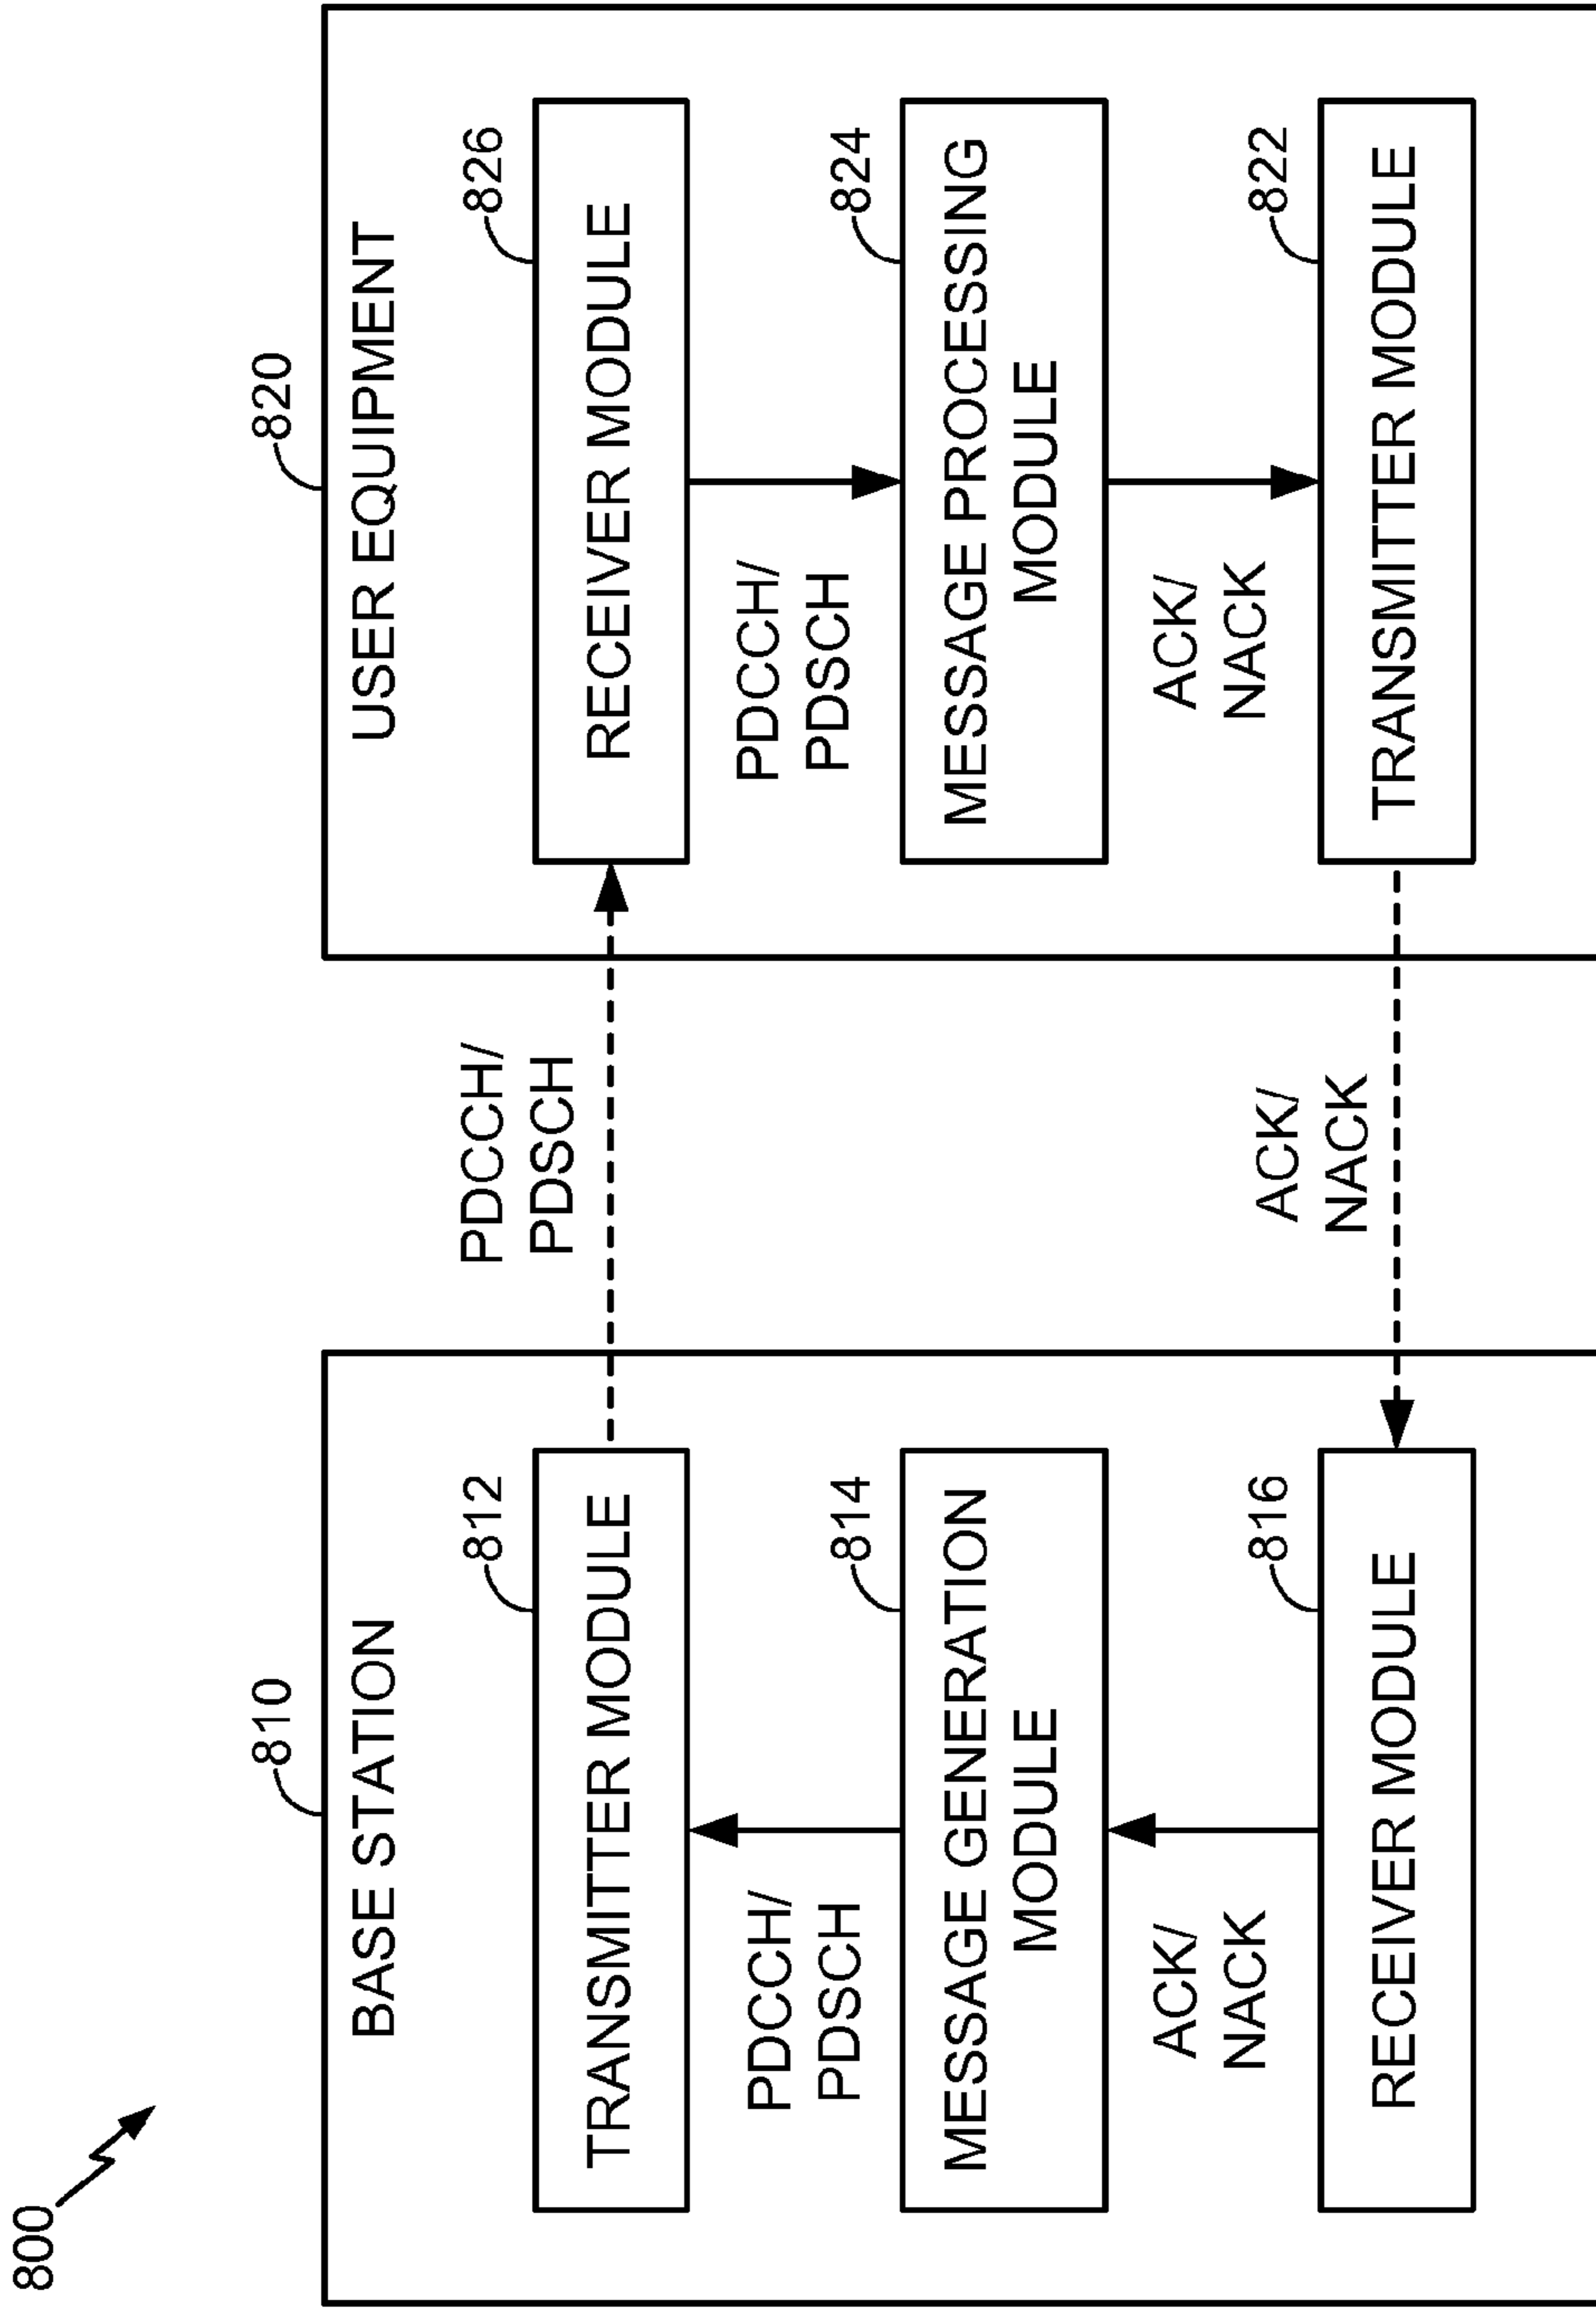 800
810
BASE STATION
812
TRANSMITTER MODULE
PDCCH/
PDSCH
814
MESSAGE GENERATION
MODULE
ACK/
NACK
816
RECEIVER MODULE
PDCCH/
PDSCH
ACK/
NACK
820
USER EQUIPMENT
826
RECEIVER MODULE
PDCCH/
PDSCH
824
MESSAGE PROCESSING
MODULE
ACK/
NACK
822
TRANSMITTER MODULE